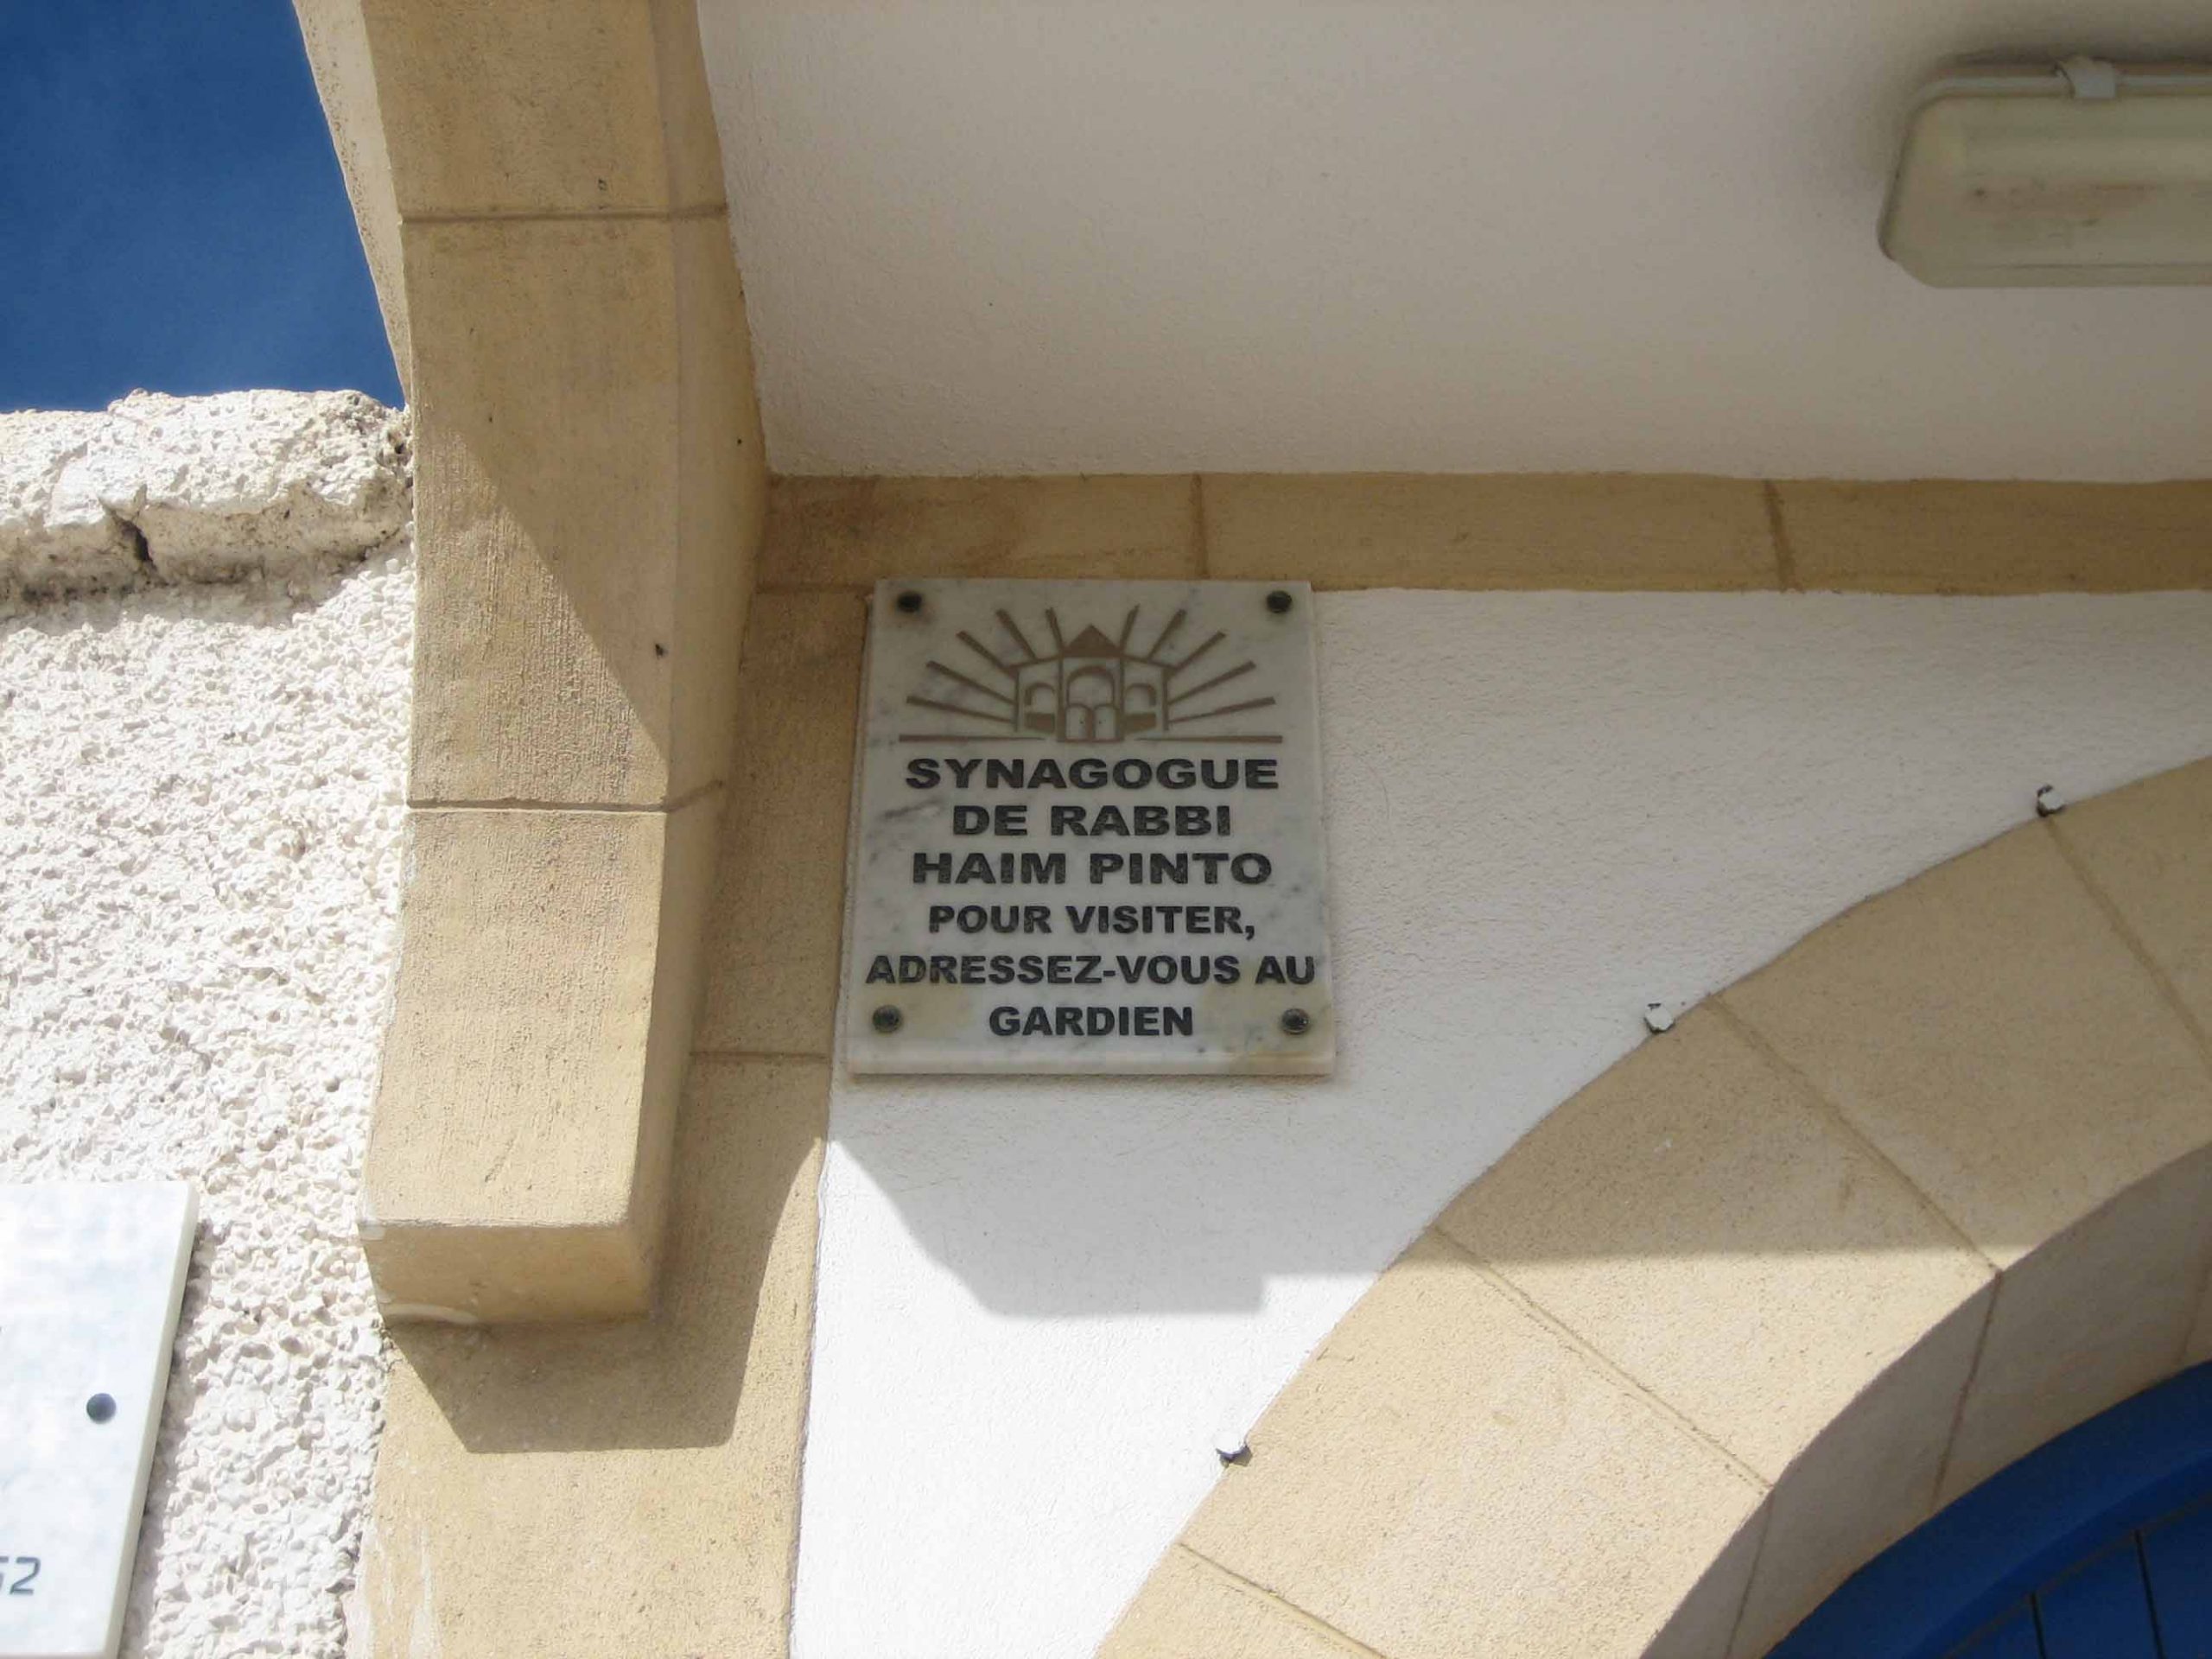 SYNAGOGUE
DE RABBI
HAIM PINTO
POUR VISITER,
ADRESSEZ-VOUS AU
GARDIEN